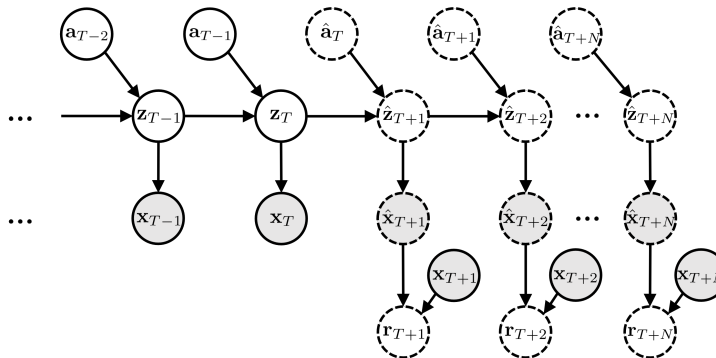 a_{T−2} a_{T−1} â_T â_{T+1} â_{T+N}
... z_{T−1} z_T ẑ_{T+1} ẑ_{T+2} ... ẑ_{T+N}
... x_{T−1} x_T x̂_{T+1} x̂_{T+2} ... x̂_{T+N}
x_{T+1} x_{T+2}
r_{T+1} r_{T+2} r_{T+N}